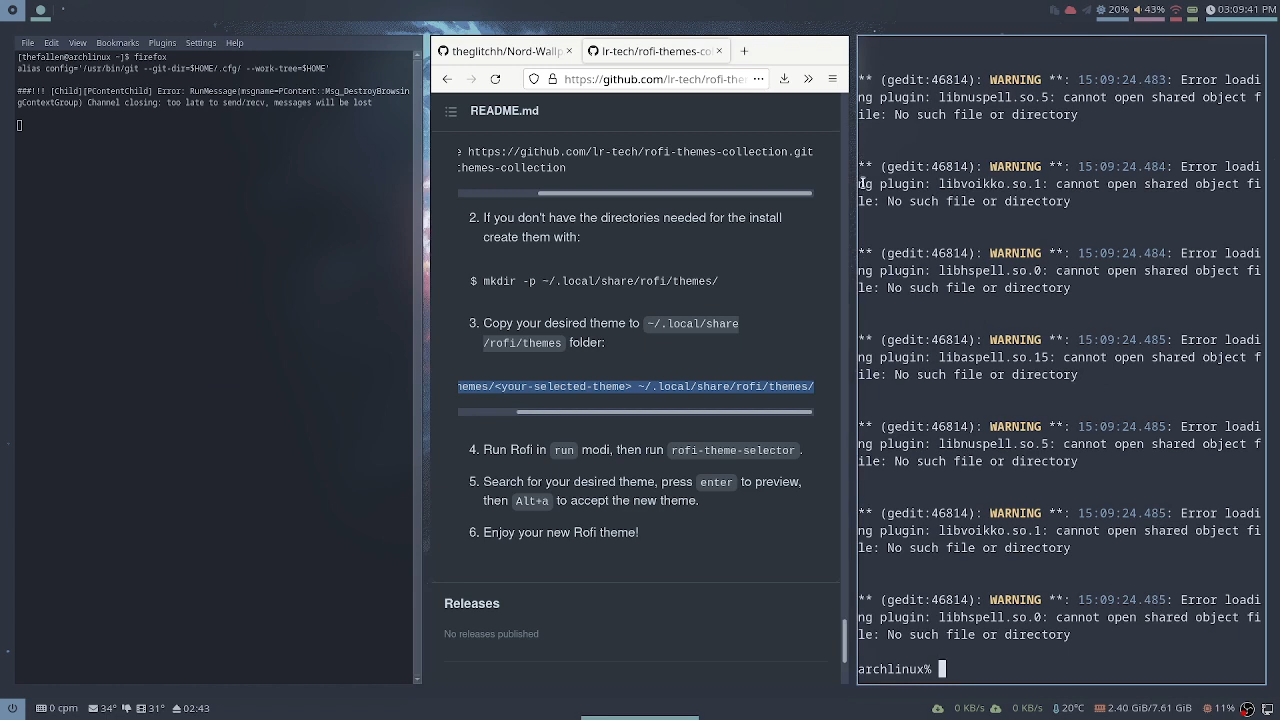 20%
43%
03:09:41 PM
File Edit View Bookmarks Plugins Settings Help
[thefallen@archlinux ~]$ firefox
alias config='/usr/bin/git --git-dir=$HOME/.cfg/ --work-tree=$HOME'
###!!! [Child][PContentChild] Error: RunMessage(msgname=PContent::Msg_DestroyBrowsin
gContextGroup) Channel closing: too late to send/recv, messages will be lost
theglitchh/Nord-Wallp
lr-tech/rofi-themes-col
https://github.com/lr-tech/rofi-the
README.md
e https://github.com/lr-tech/rofi-themes-collection.git
themes-collection
2. If you don't have the directories needed for the install
create them with:
$ mkdir -p ~/.local/share/rofi/themes/
3. Copy your desired theme to ~/.local/share
/rofi/themes folder:
hemes/<your-selected-theme> ~/.local/share/rofi/themes/
4. Run Rofi in run modi, then run rofi-theme-selector.
5. Search for your desired theme, press enter to preview,
then Alt+a to accept the new theme.
6. Enjoy your new Rofi theme!
Releases
No releases published
** (gedit:46814): WARNING **: 15:09:24.483: Error loadi
ng plugin: libnuspell.so.5: cannot open shared object f
ile: No such file or directory
** (gedit:46814): WARNING **: 15:09:24.484: Error loadi
ng plugin: libvoikko.so.1: cannot open shared object fi
le: No such file or directory
** (gedit:46814): WARNING **: 15:09:24.484: Error loadi
ng plugin: libhspell.so.0: cannot open shared object fi
le: No such file or directory
** (gedit:46814): WARNING **: 15:09:24.485: Error loadi
ng plugin: libaspell.so.15: cannot open shared object f
ile: No such file or directory
** (gedit:46814): WARNING **: 15:09:24.485: Error loadi
ng plugin: libnuspell.so.5: cannot open shared object f
ile: No such file or directory
** (gedit:46814): WARNING **: 15:09:24.485: Error loadi
ng plugin: libvoikko.so.1: cannot open shared object fi
le: No such file or directory
** (gedit:46814): WARNING **: 15:09:24.485: Error loadi
ng plugin: libhspell.so.0: cannot open shared object fi
le: No such file or directory
archlinux%
0 cpm 34° 31° 02:43
0 KB/s 0 KB/s 20°C 2.40 GiB/7.61 GiB 11%